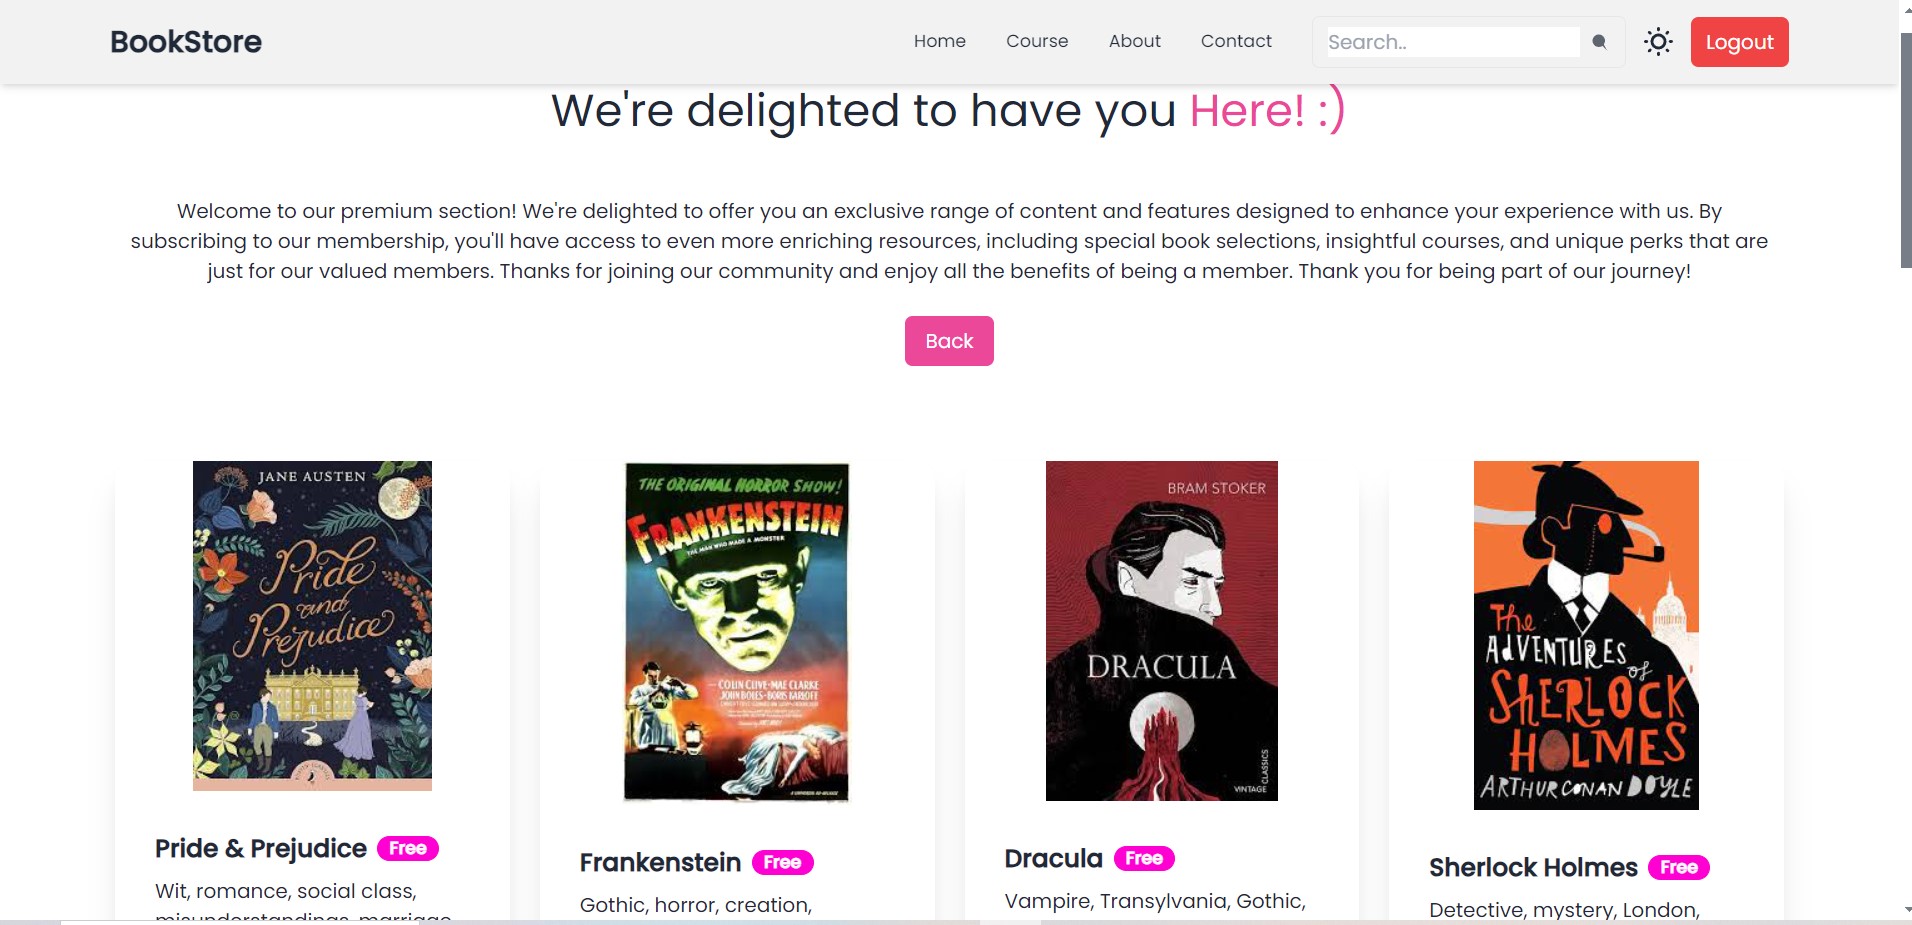 BookStore
Home Course About Contact
Search..
Logout
We're delighted to have you Here! :)
Welcome to our premium section! We're delighted to offer you an exclusive range of content and features designed to enhance your experience with us. By
subscribing to our membership, you'll have access to even more enriching resources, including special book selections, insightful courses, and unique perks that are
just for our valued members. Thanks for joining our community and enjoy all the benefits of being a member. Thank you for being part of our journey!
Back
JANE AUSTEN
Pride
and
Prejudice
THE ORIGINAL HORROR SHOW!
FRANKENSTEIN
THE MAN WHO MADE A MONSTER
COLIN CLIVE-MAE CLARKE
JOHN BOLES-BORIS KARLOFF
BRAM STOKER
DRACULA
VINTAGE
CLASSICS
The
ADVENTURES
of
SHERLOCK
HOLMES
ARTHUR CONAN DOYLE
Pride & Prejudice Free
Wit, romance, social class,
misunderstandings, marriage
Frankenstein Free
Gothic, horror, creation,
Dracula Free
Vampire, Transylvania, Gothic,
Sherlock Holmes Free
Detective, mystery, London,